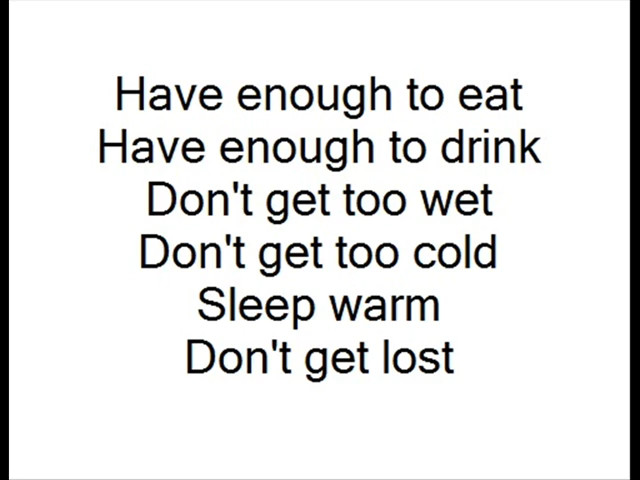 Have enough to eat
Have enough to drink
Don't get too wet
Don't get too cold
Sleep warm
Don't get lost